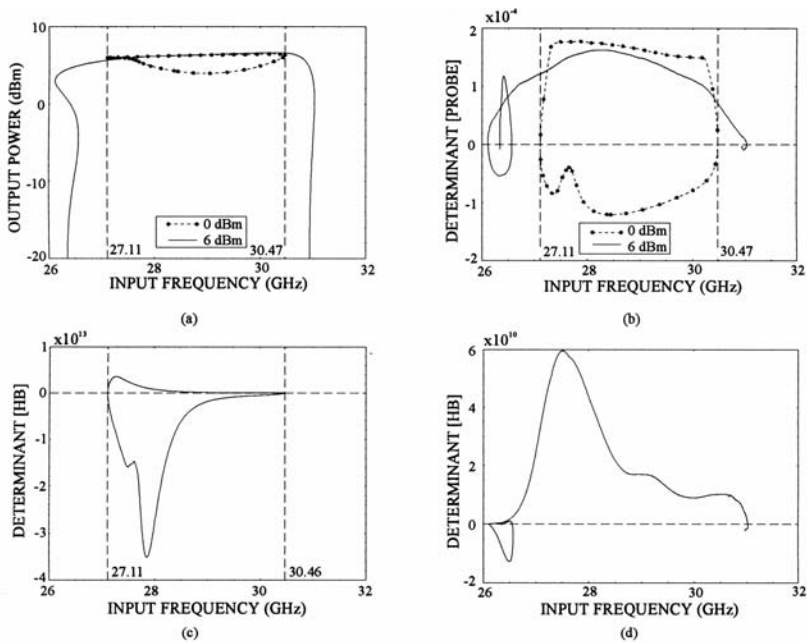 10
0
-10
-20
OUTPUT POWER (dBm)
0 dBm
6 dBm
27.11
30.47
26
28
30
32
INPUT FREQUENCY (GHz)
(a)
x10⁻⁴
2
1
0
-1
-2
DETERMINANT [PROBE]
0 dBm
6 dBm
27.11
30.47
26
28
30
32
INPUT FREQUENCY (GHz)
(b)
x10¹³
1
0
-1
-2
-3
-4
DETERMINANT [HB]
27.11
30.46
26
28
30
32
INPUT FREQUENCY (GHz)
(c)
x10¹⁰
6
4
2
0
-2
DETERMINANT [HB]
26
28
30
32
INPUT FREQUENCY (GHz)
(d)